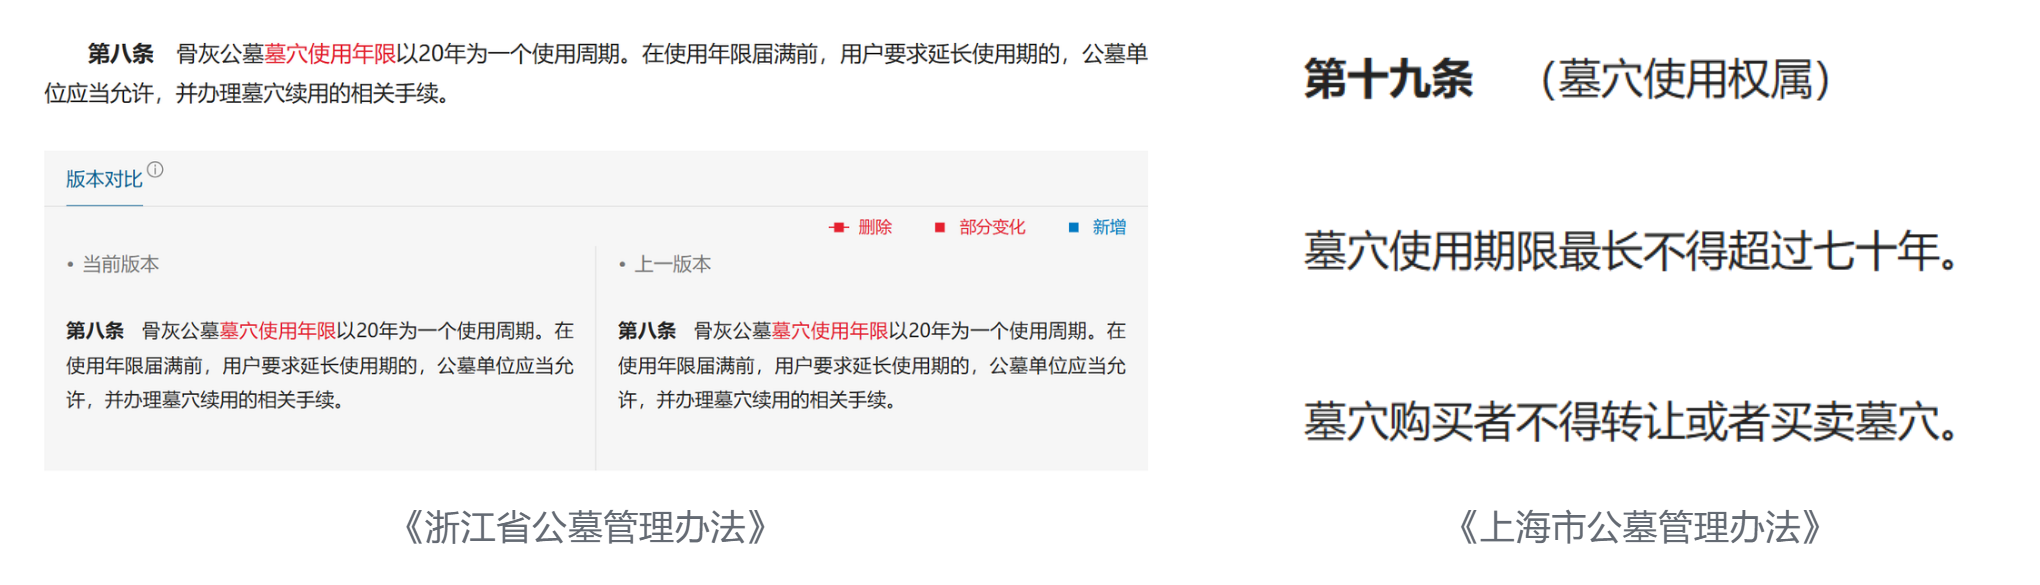 第八条 骨灰公墓墓穴使用年限以20年为一个使用周期。在使用年限届满前，用户要求延长使用期的，公墓单
位应当允许，并办理墓穴续用的相关手续。
版本对比
删除 部分变化 新增
• 当前版本
第八条 骨灰公墓墓穴使用年限以20年为一个使用周期。在
使用年限届满前，用户要求延长使用期的，公墓单位应当允
许，并办理墓穴续用的相关手续。
• 上一版本
第八条 骨灰公墓墓穴使用年限以20年为一个使用周期。在
使用年限届满前，用户要求延长使用期的，公墓单位应当允
许，并办理墓穴续用的相关手续。
《浙江省公墓管理办法》
第十九条 （墓穴使用权属）
墓穴使用期限最长不得超过七十年。
墓穴购买者不得转让或者买卖墓穴。
《上海市公墓管理办法》